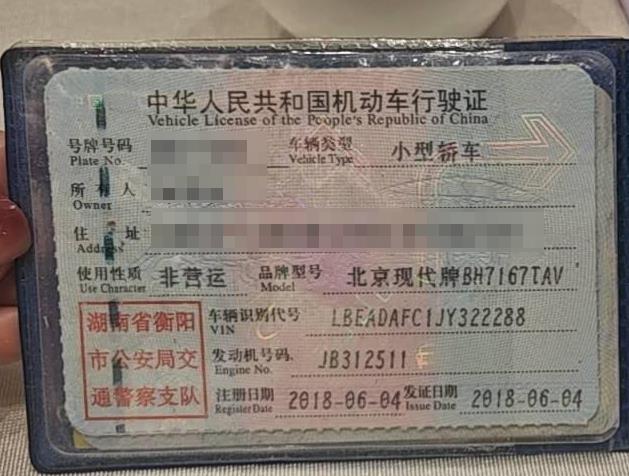 中华人民共和国机动车行驶证
Vehicle License of the People's Republic of China
号牌号码 车辆类型 小型轿车
Plate No. Vehicle Type
所有人
Owner
住址
Address
使用性质 非营运 品牌型号 北京现代牌BH7167TAV
Use Character Model
湖南省衡阳
市公安局交
通警察支队
车辆识别代号 LBEADAFC1JY322288
VIN
发动机号码 JB312511
Engine No.
注册日期 2018-06-04 发证日期 2018-06-04
Register Date Issue Date